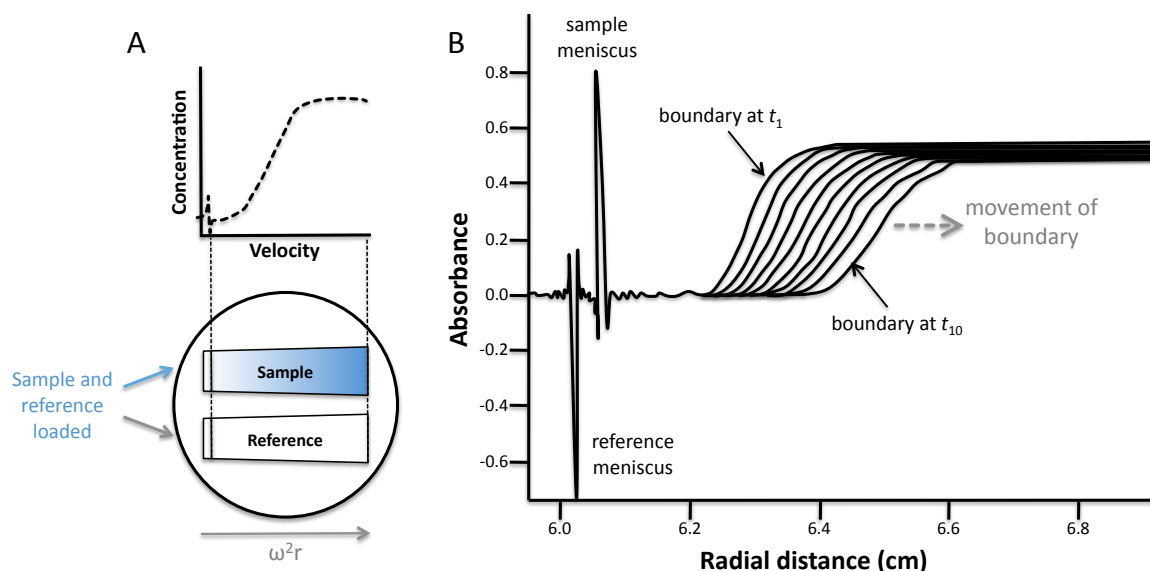 A
Concentration
Velocity
Sample and
reference
loaded
Sample
Reference
ω²r
B
sample
meniscus
Absorbance
0.8
0.6
0.4
0.2
0.0
-0.2
-0.4
-0.6
boundary at t₁
movement of
boundary
boundary at t₁₀
reference
meniscus
6.0
6.2
6.4
6.6
6.8
Radial distance (cm)